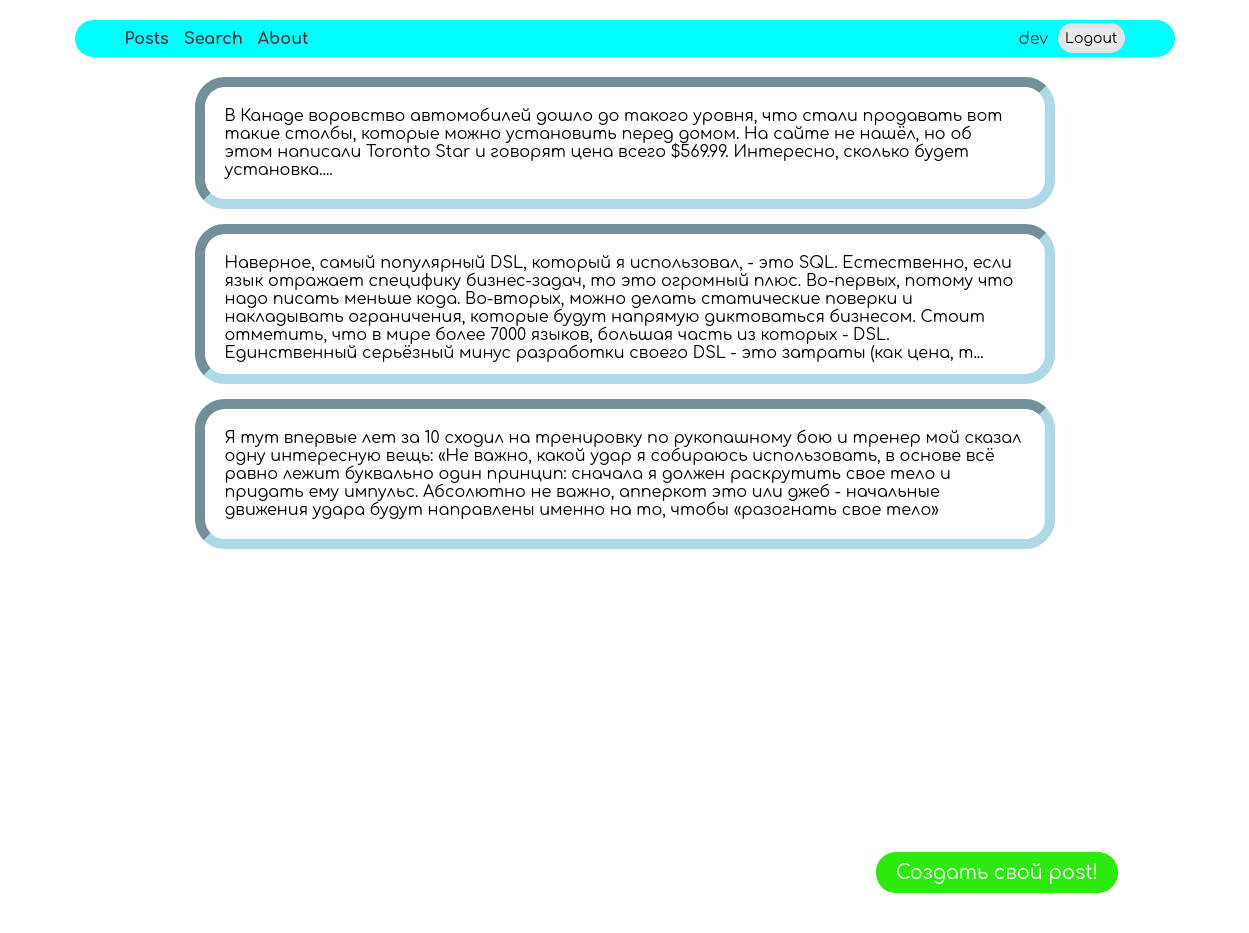 Posts Search About dev Logout
В Канаде воровство автомобилей дошло до такого уровня, что стали продавать вот
такие столбы, которые можно установить перед домом. На сайте не нашёл, но об
этом написали Toronto Star и говорят цена всего $569.99. Интересно, сколько будет
установка....
Наверное, самый популярный DSL, который я использовал, - это SQL. Естественно, если
язык отражает специфику бизнес-задач, то это огромный плюс. Во-первых, потому что
надо писать меньше кода. Во-вторых, можно делать статические поверки и
накладывать ограничения, которые будут напрямую диктоваться бизнесом. Стоит
отметить, что в мире более 7000 языков, большая часть из которых - DSL.
Единственный серьёзный минус разработки своего DSL - это затраты (как цена, т...
Я тут впервые лет за 10 сходил на тренировку по рукопашному бою и тренер мой сказал
одну интересную вещь: «Не важно, какой удар я собираюсь использовать, в основе всё
равно лежит буквально один принцип: сначала я должен раскрутить свое тело и
придать ему импульс. Абсолютно не важно, апперкот это или джеб - начальные
движения удара будут направлены именно на то, чтобы «разогнать свое тело»
Создать свой post!